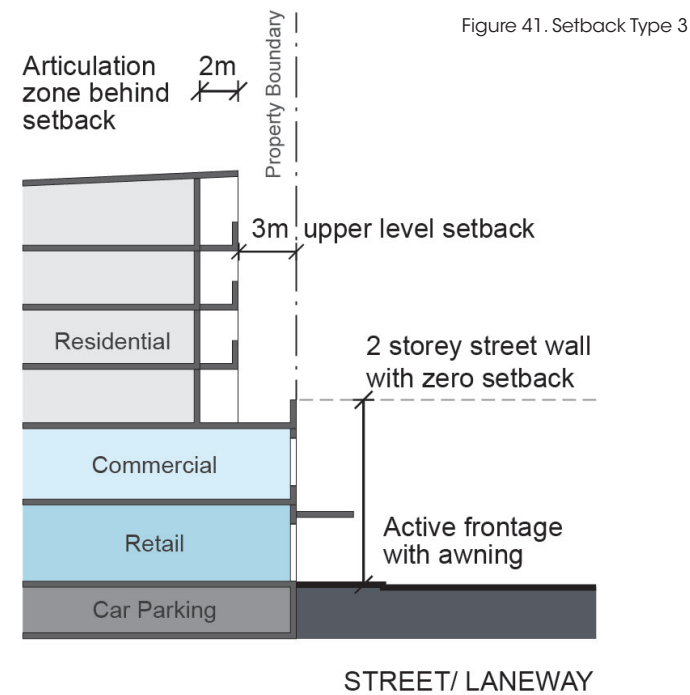 Figure 41. Setback Type 3
Articulation
zone behind
setback
2m
Property Boundary
3m upper level setback
Residential
2 storey street wall
with zero setback
Commercial
Retail
Active frontage
with awning
Car Parking
STREET/ LANEWAY